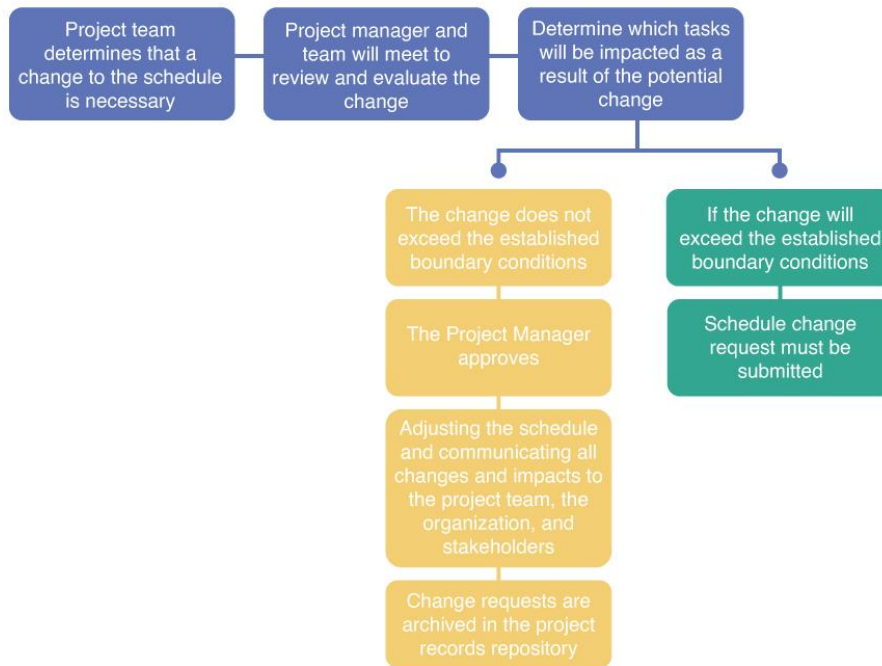 Project team
determines that a
change to the schedule
is necessary
Project manager and
team will meet to
review and evaluate the
change
Determine which tasks
will be impacted as a
result of the potential
change
The change does not
exceed the established
boundary conditions
The Project Manager
approves
Adjusting the schedule
and communicating all
changes and impacts to
the project team, the
organization, and
stakeholders
Change requests are
archived in the project
records repository
If the change will
exceed the established
boundary conditions
Schedule change
request must be
submitted